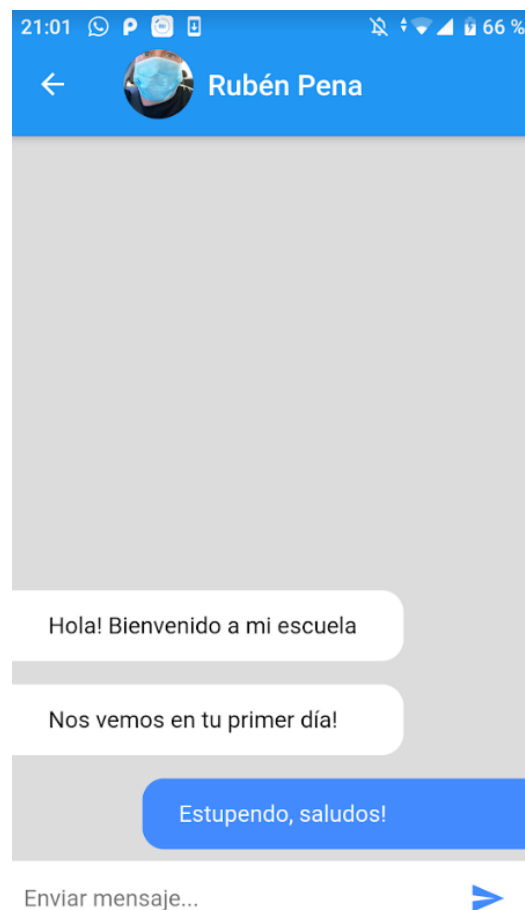 21:01 66 %
Rubén Pena
Hola! Bienvenido a mi escuela
Nos vemos en tu primer día!
Estupendo, saludos!
Enviar mensaje...